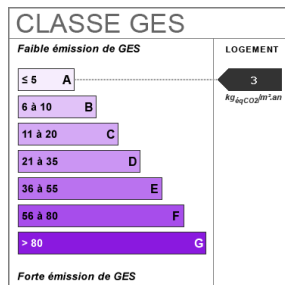 CLASSE GES
Faible émission de GES
LOGEMENT
≤ 5 A
3
kgéqCO2/m².an
6 à 10 B
11 à 20 C
21 à 35 D
36 à 55 E
56 à 80 F
> 80 G
Forte émission de GES